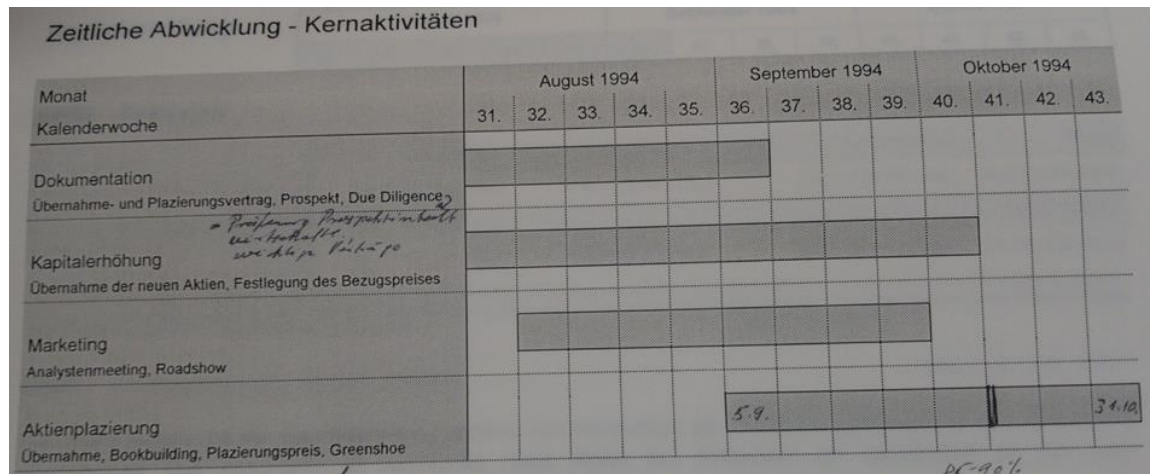 Zeitliche Abwicklung - Kernaktivitäten
Monat August 1994 September 1994 Oktober 1994
Kalenderwoche 31. 32. 33. 34. 35. 36. 37. 38. 39. 40. 41. 42. 43.
Dokumentation
Übernahme- und Plazierungsvertrag, Prospekt, Due Diligence
Prüfung Prospektinhalt
Kapitalerhöhung
Übernahme der neuen Aktien, Festlegung des Bezugspreises
Marketing
Analystenmeeting, Roadshow
5.9. 31.10.
Aktienplazierung
Übernahme, Bookbuilding, Plazierungspreis, Greenshoe